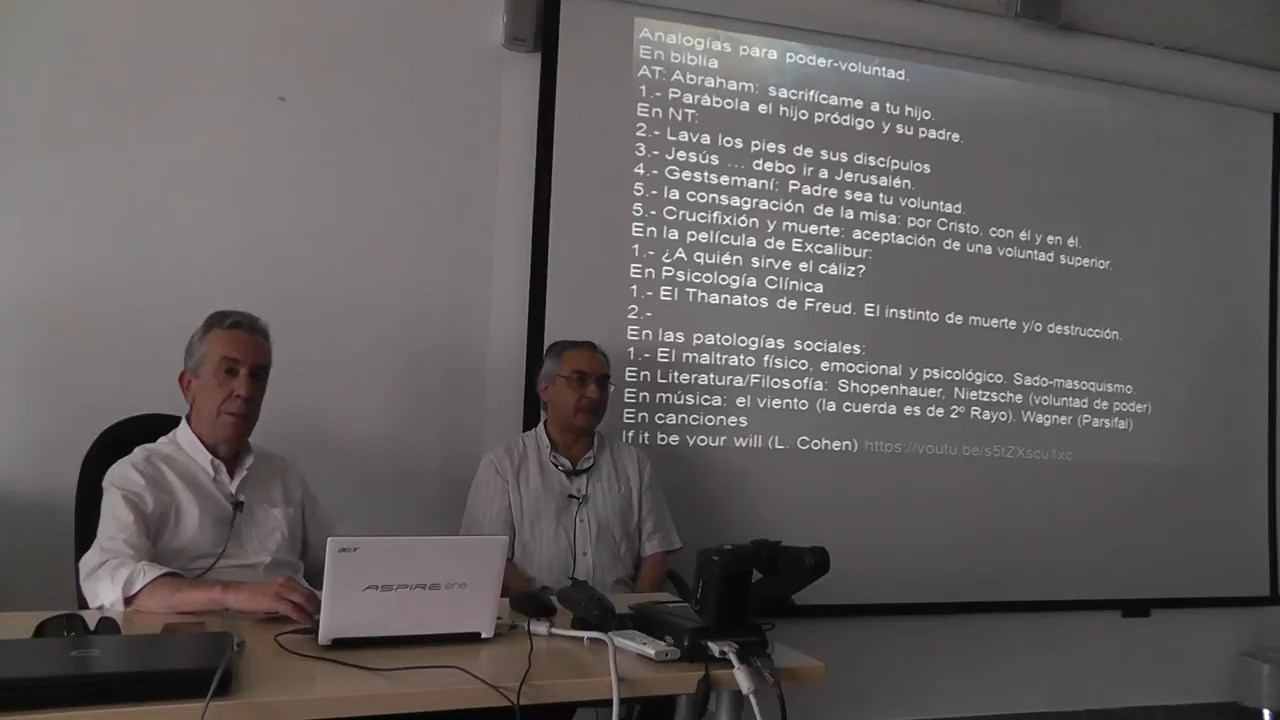 Analogías para poder-voluntad.
En biblia
AT: Abraham: sacrifícame a tu hijo.
1.- Parábola el hijo pródigo y su padre.
En NT:
2.- Lava los pies de sus discípulos
3.- Jesús ... debo ir a Jerusalén.
4.- Gestsemaní: Padre sea tu voluntad.
5.- la consagración de la misa: por Cristo, con él y en él.
5.- Crucifixión y muerte: aceptación de una voluntad superior.
En la película de Excalibur:
1.- ¿A quién sirve el cáliz?
En Psicología Clínica
1.- El Thanatos de Freud. El instinto de muerte y/o destrucción.
2.-
En las patologías sociales:
1.- El maltrato físico, emocional y psicológico. Sado-masoquismo.
En Literatura/Filosofía: Shopenhauer, Nietzsche (voluntad de poder)
En música: el viento (la cuerda es de 2º Rayo). Wagner (Parsifal)
En canciones
If it be your will (L. Cohen) https://youtu.be/s5tZXscu1xc
acer
ASPIRE one